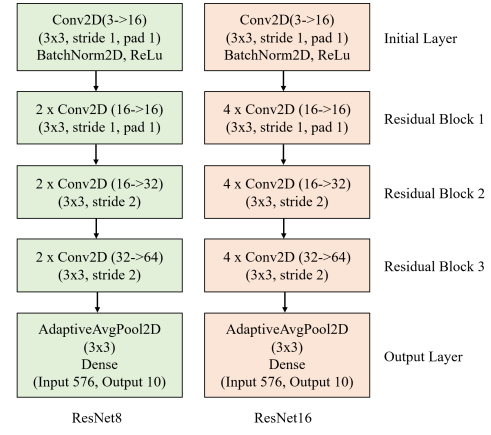 Conv2D(3->16)
(3x3, stride 1, pad 1)
BatchNorm2D, ReLu
2 x Conv2D (16->16)
(3x3, stride 1, pad 1)
2 x Conv2D (16->32)
(3x3, stride 2)
2 x Conv2D (32->64)
(3x3, stride 2)
AdaptiveAvgPool2D
(3x3)
Dense
(Input 576, Output 10)
ResNet8
Conv2D(3->16)
(3x3, stride 1, pad 1)
BatchNorm2D, ReLu
4 x Conv2D (16->16)
(3x3, stride 1, pad 1)
4 x Conv2D (16->32)
(3x3, stride 2)
4 x Conv2D (32->64)
(3x3, stride 2)
AdaptiveAvgPool2D
(3x3)
Dense
(Input 576, Output 10)
ResNet16
Initial Layer
Residual Block 1
Residual Block 2
Residual Block 3
Output Layer